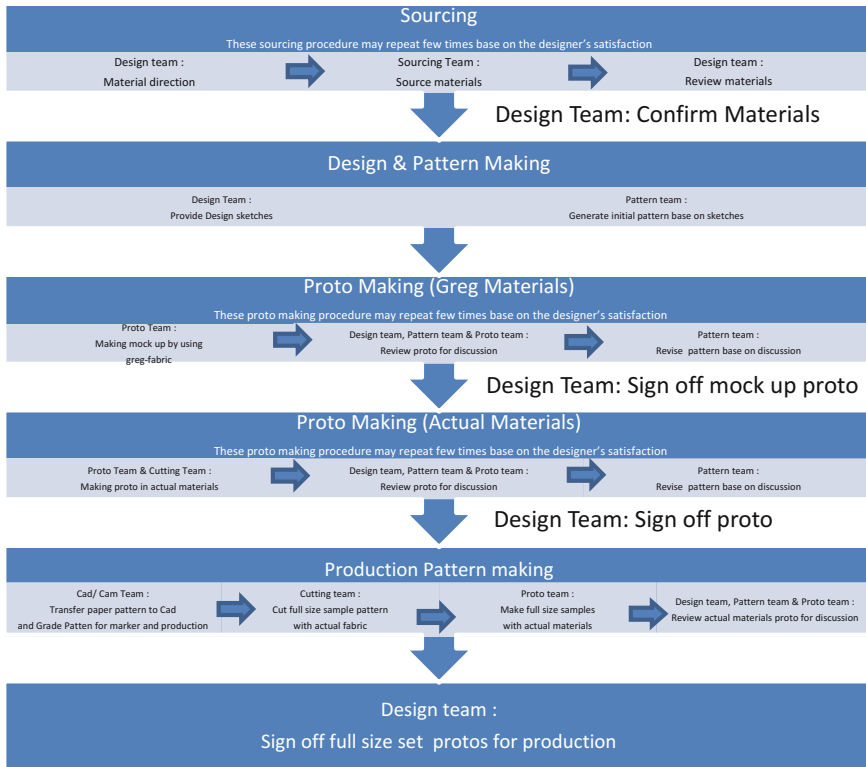 Sourcing
These sourcing procedure may repeat few times base on the designer's satisfaction
Design team :
Material direction
Sourcing Team :
Source materials
Design team :
Review materials
Design Team: Confirm Materials
Design & Pattern Making
Design Team :
Provide Design sketches
Pattern team :
Generate initial pattern base on sketches
Proto Making (Greg Materials)
These proto making procedure may repeat few times base on the designer's satisfaction
Proto Team :
Making mock up by using
greg-fabric
Design team, Pattern team & Proto team :
Review proto for discussion
Pattern team :
Revise pattern base on discussion
Design Team: Sign off mock up proto
Proto Making (Actual Materials)
These proto making procedure may repeat few times base on the designer's satisfaction
Proto Team & Cutting Team :
Making proto in actual materials
Design team, Pattern team & Proto team :
Review proto for discussion
Pattern team :
Revise pattern base on discussion
Design Team: Sign off proto
Production Pattern making
Cad/ Cam Team :
Transfer paper pattern to Cad
and Grade Patten for marker and production
Cutting team :
Cut full size sample pattern
with actual fabric
Proto team :
Make full size samples
with actual materials
Design team, Pattern team & Proto team :
Review actual materials proto for discussion
Design team :
Sign off full size set protos for production